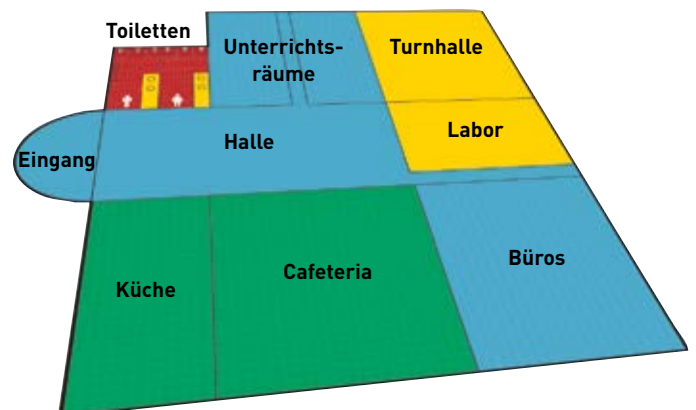 Toiletten
Unterrichts-
räume
Turnhalle
Eingang
Halle
Labor
Küche
Cafeteria
Büros